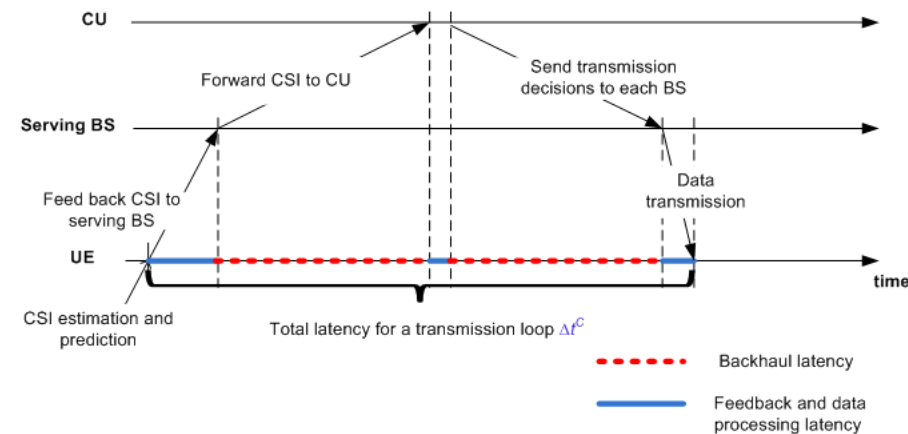 CU
Forward CSI to CU
Send transmission
decisions to each BS
Serving BS
Feed back CSI to
serving BS
Data
transmission
UE
time
CSI estimation and
prediction
Total latency for a transmission loop Δt^C
Backhaul latency
Feedback and data
processing latency